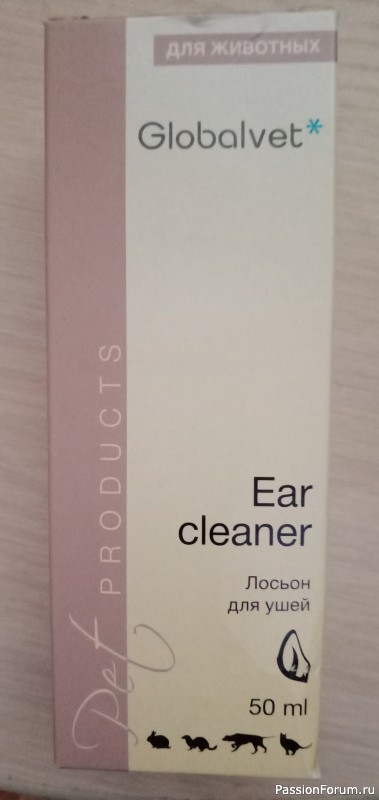 ДЛЯ ЖИВОТНЫХ
Globalvet*
Pet PRODUCTS
Ear
cleaner
Лосьон
для ушей
50 ml
PassionForum.ru